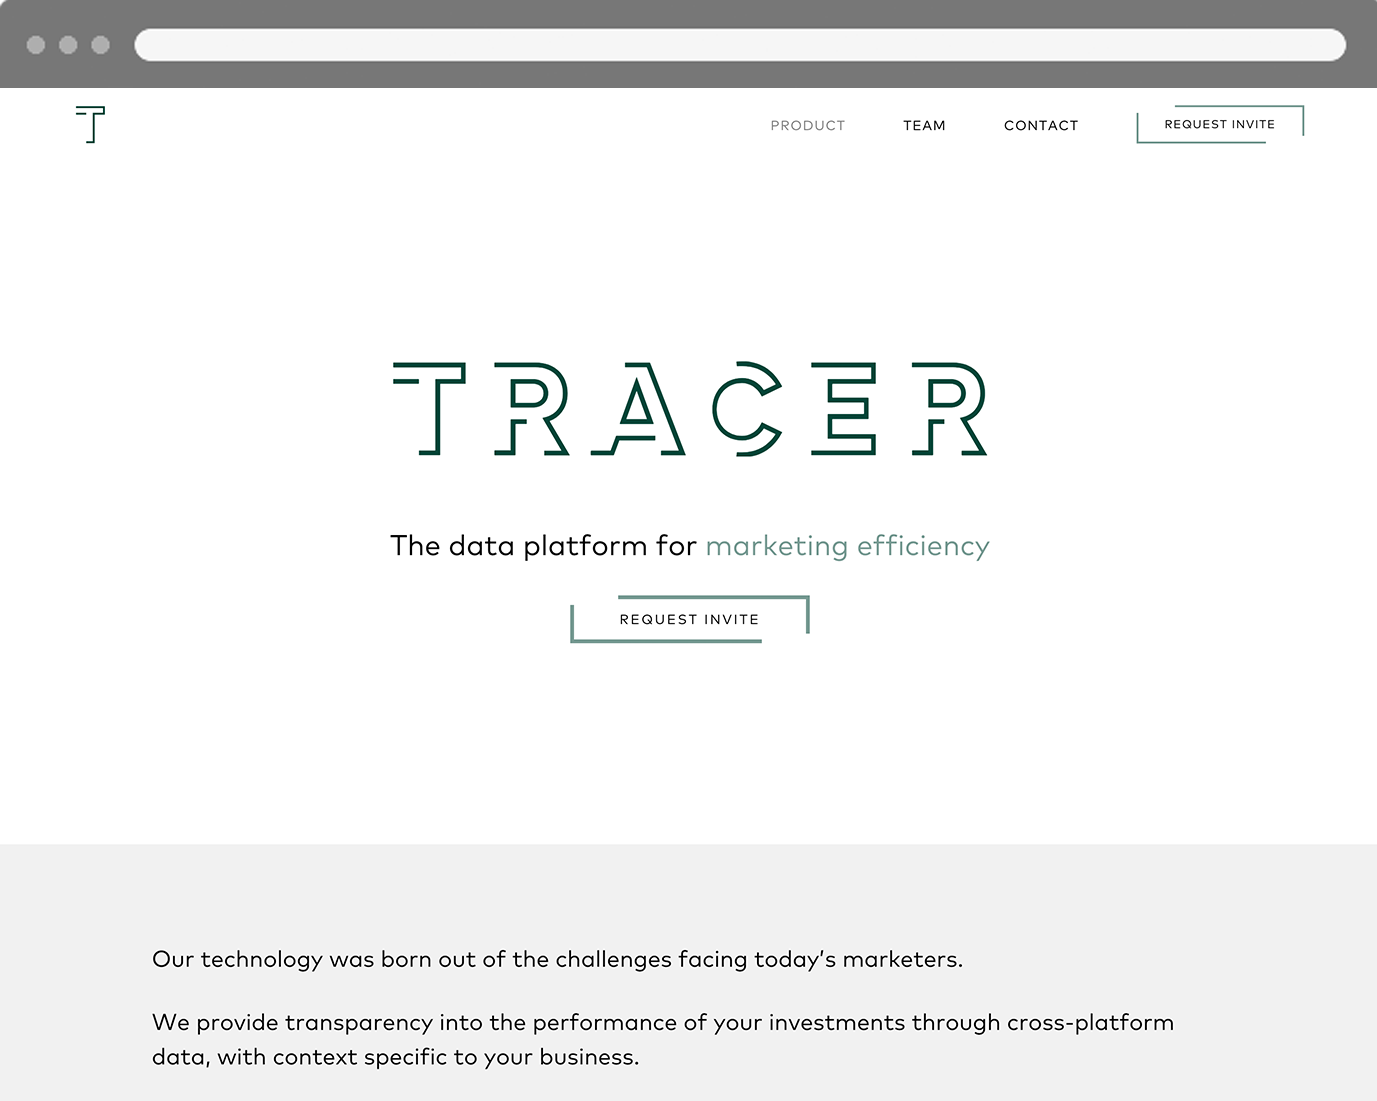 T
PRODUCT TEAM CONTACT REQUEST INVITE
TRACER
The data platform for marketing efficiency
REQUEST INVITE
Our technology was born out of the challenges facing today’s marketers.
We provide transparency into the performance of your investments through cross-platform
data, with context specific to your business.